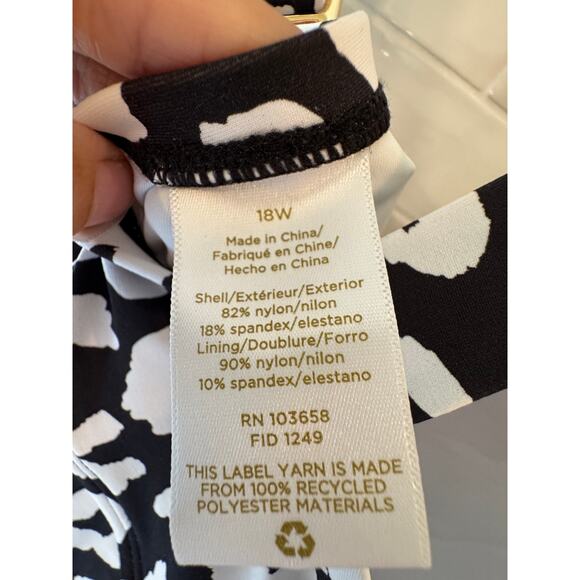 18W
Made in China/
Fabriqué en Chine/
Hecho en China
Shell/Extérieur/Exterior
82% nylon/nilon
18% spandex/elestano
Lining/Doublure/Forro
90% nylon/nilon
10% spandex/elestano
RN 103658
FID 1249
THIS LABEL YARN IS MADE
FROM 100% RECYCLED
POLYESTER MATERIALS